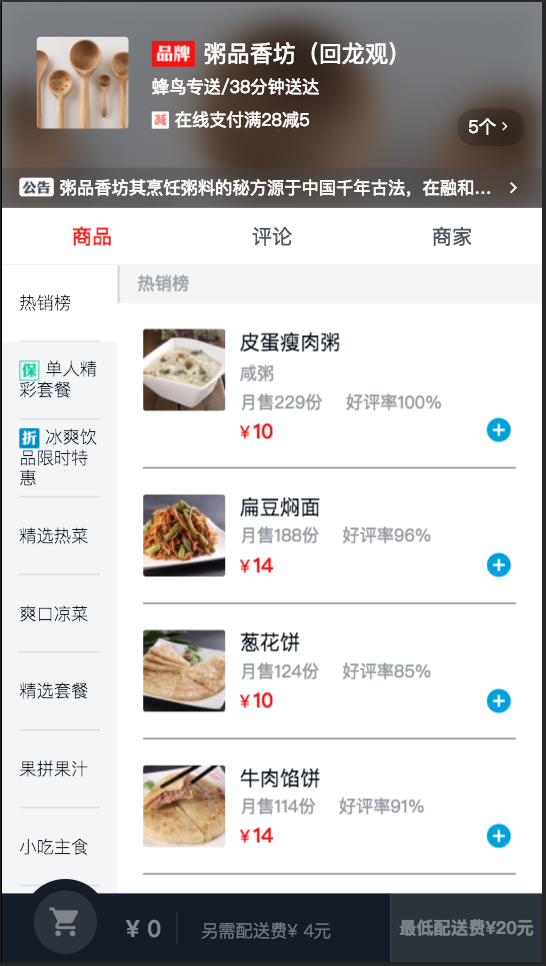 品牌 粥品香坊（回龙观）
蜂鸟专送/38分钟送达
减 在线支付满28减5
5个
公告 粥品香坊其烹饪粥料的秘方源于中国千年古法，在融和...
商品 评论 商家
热销榜
保 单人精
彩套餐
折 冰爽饮
品限时特
惠
精选热菜
爽口凉菜
精选套餐
果拼果汁
小吃主食
热销榜
皮蛋瘦肉粥
咸粥
月售229份 好评率100%
¥10
扁豆焖面
月售188份 好评率96%
¥14
葱花饼
月售124份 好评率85%
¥10
牛肉馅饼
月售114份 好评率91%
¥14
¥ 0 另需配送费¥ 4元 最低配送费¥20元